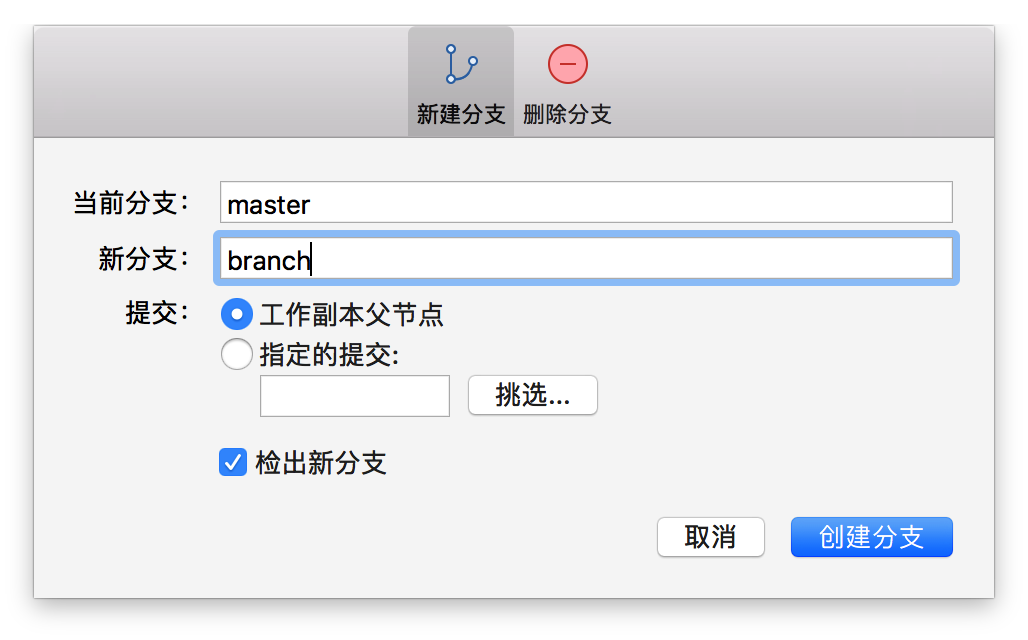 新建分支 删除分支
当前分支： master
新分支： branch
提交： 工作副本父节点
指定的提交:
挑选...
检出新分支
取消 创建分支